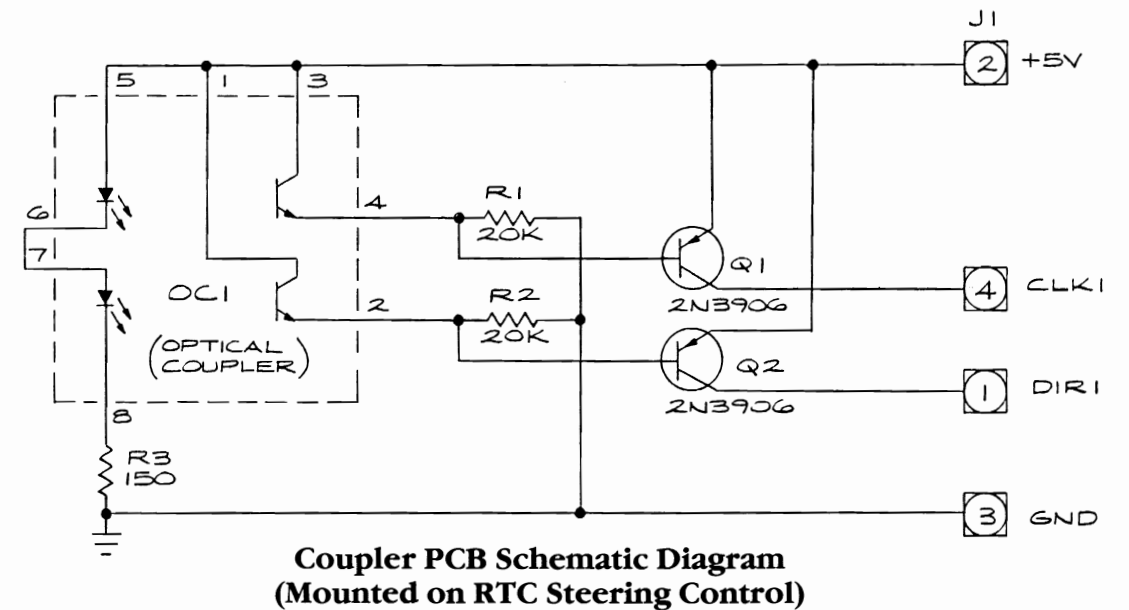 J1
5 1 3
2 +5V
6
4
R1
20K
7
Q1
2N3906
4 CLK1
OC1
2
R2
20K
(OPTICAL
COUPLER)
Q2
2N3906
1 DIR1
8
R3
150
3 GND
Coupler PCB Schematic Diagram
(Mounted on RTC Steering Control)